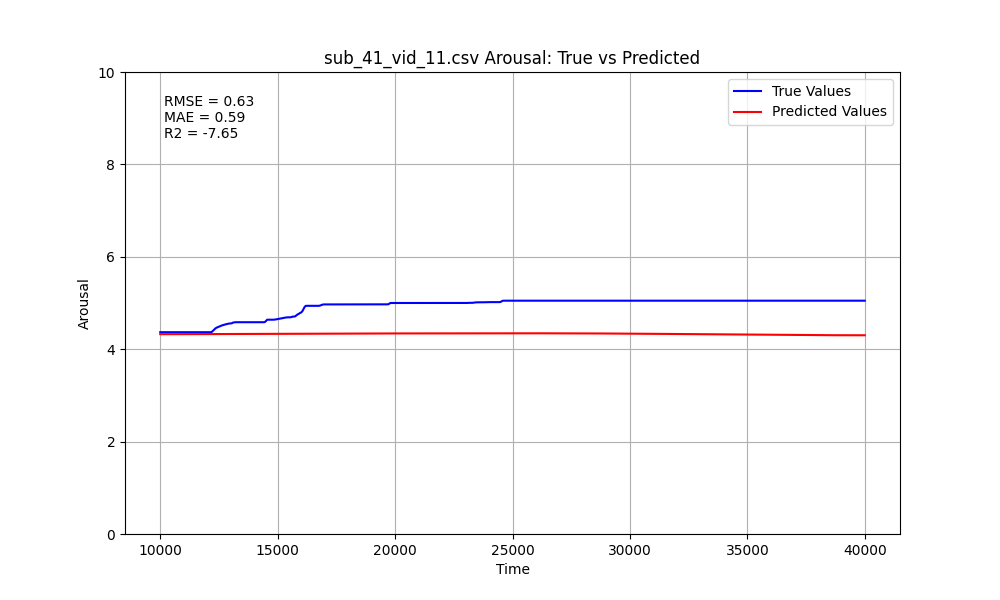 sub_41_vid_11.csv Arousal: True vs Predicted
RMSE = 0.63
MAE = 0.59
R2 = -7.65
True Values
Predicted Values
10
8
6
4
2
0
Arousal
10000 15000 20000 25000 30000 35000 40000
Time